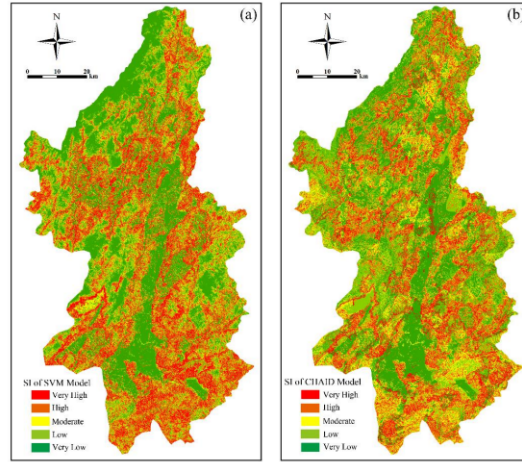 (a)
N
0 10 20
km
SI of SVM Model
Very High
High
Moderate
Low
Very Low
(b)
N
0 10 20
km
SI of CHAID Model
Very High
High
Moderate
Low
Very Low